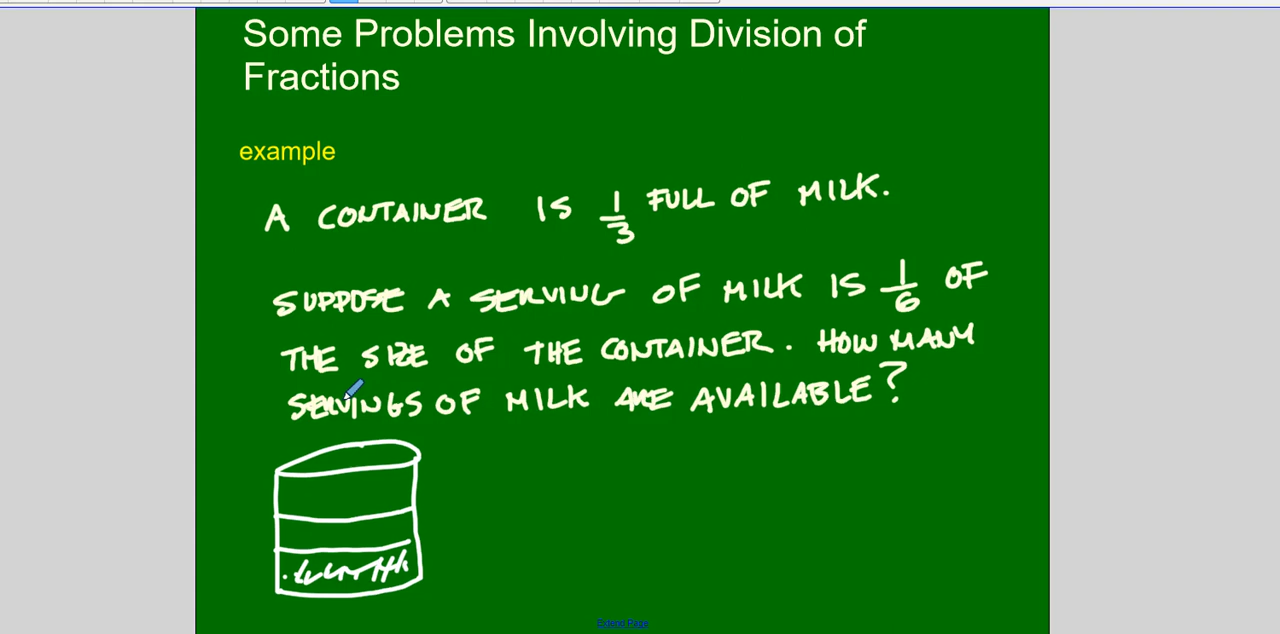 Some Problems Involving Division of
Fractions
example
A CONTAINER IS 1/3 FULL OF MILK.
SUPPOSE A SERVING OF MILK IS 1/6 OF
THE SIZE OF THE CONTAINER. HOW MANY
SERVINGS OF MILK ARE AVAILABLE?
Extend Page